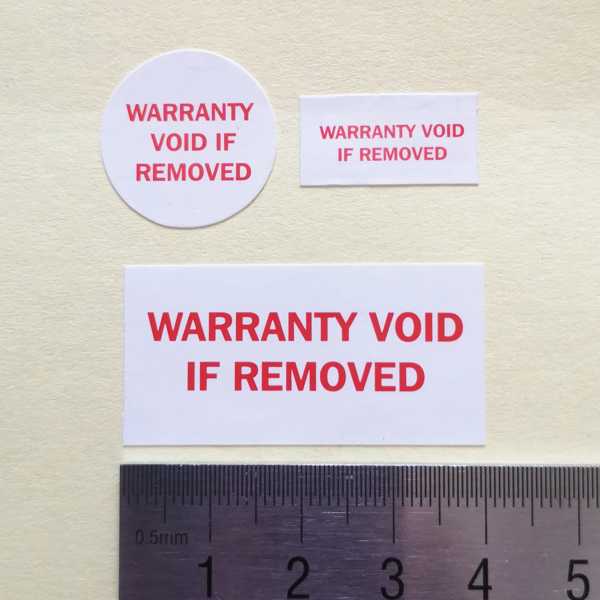 WARRANTY
VOID IF
REMOVED
WARRANTY VOID
IF REMOVED
WARRANTY VOID
IF REMOVED
0.5mm
1 2 3 4 5